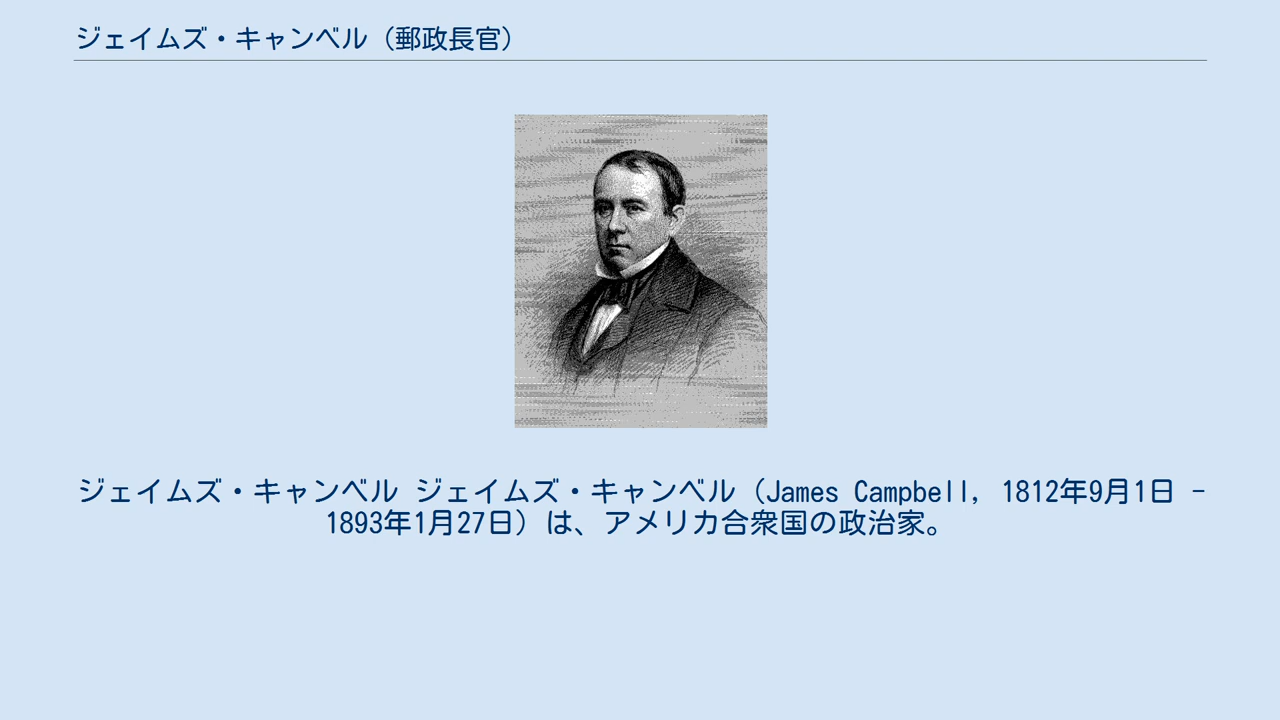 ジェイムズ・キャンベル（郵政長官）
ジェイムズ・キャンベル ジェイムズ・キャンベル（James Campbell, 1812年9月1日 -
1893年1月27日）は、アメリカ合衆国の政治家。